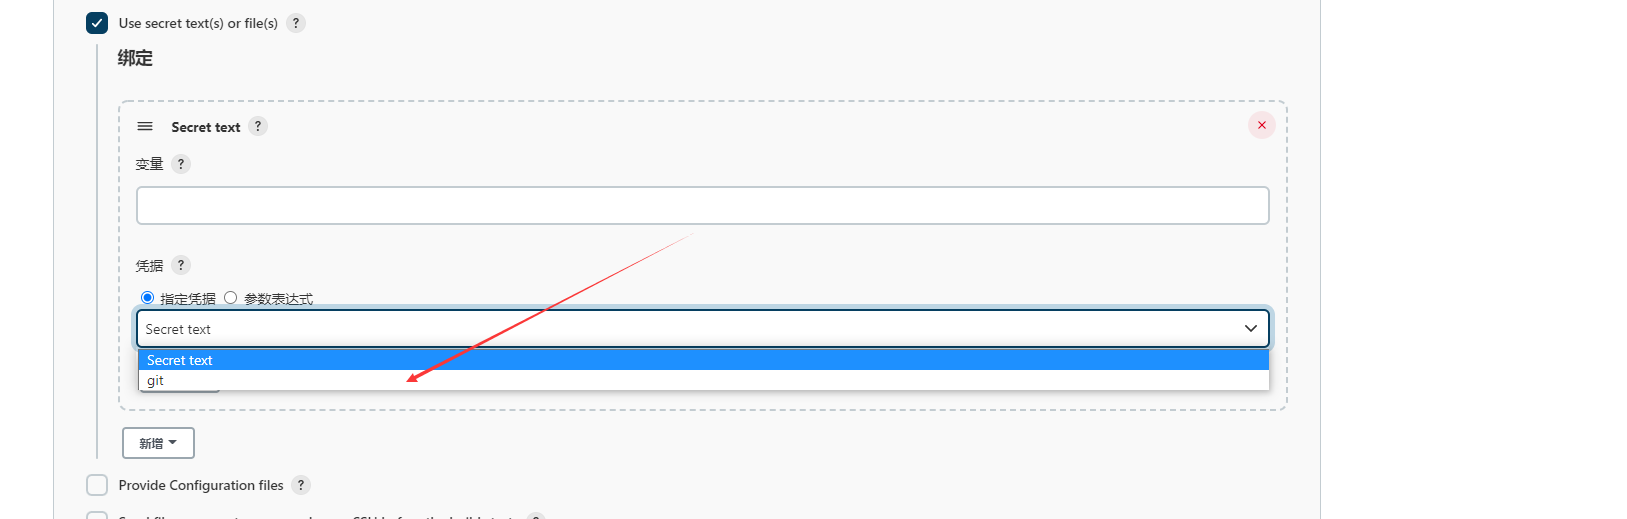 Use secret text(s) or file(s) ?
绑定
Secret text ?
变量 ?
凭据 ?
指定凭据 参数表达式
Secret text
Secret text
git
新增
Provide Configuration files ?